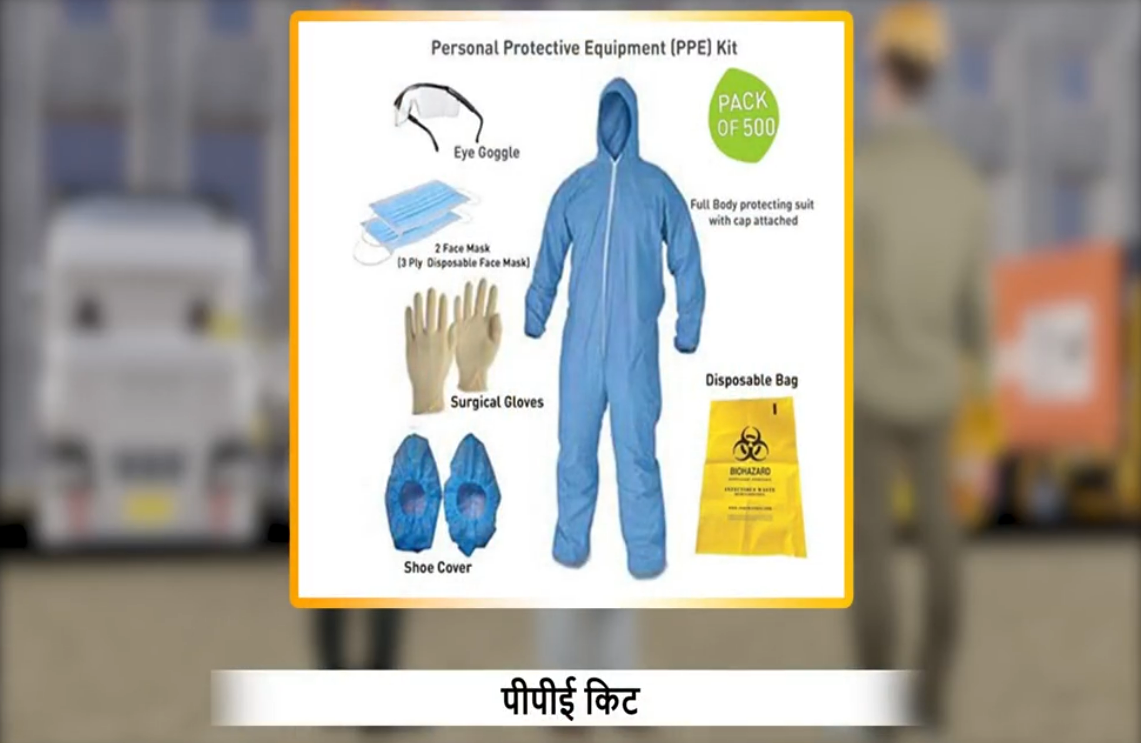 Personal Protective Equipment (PPE) Kit
PACK
OF 500
Eye Goggle
Full Body protecting suit
with cap attached
2 Face Mask
(3 Ply Disposable Face Mask)
Surgical Gloves
Disposable Bag
BIOHAZARD
Shoe Cover
पीपीई किट